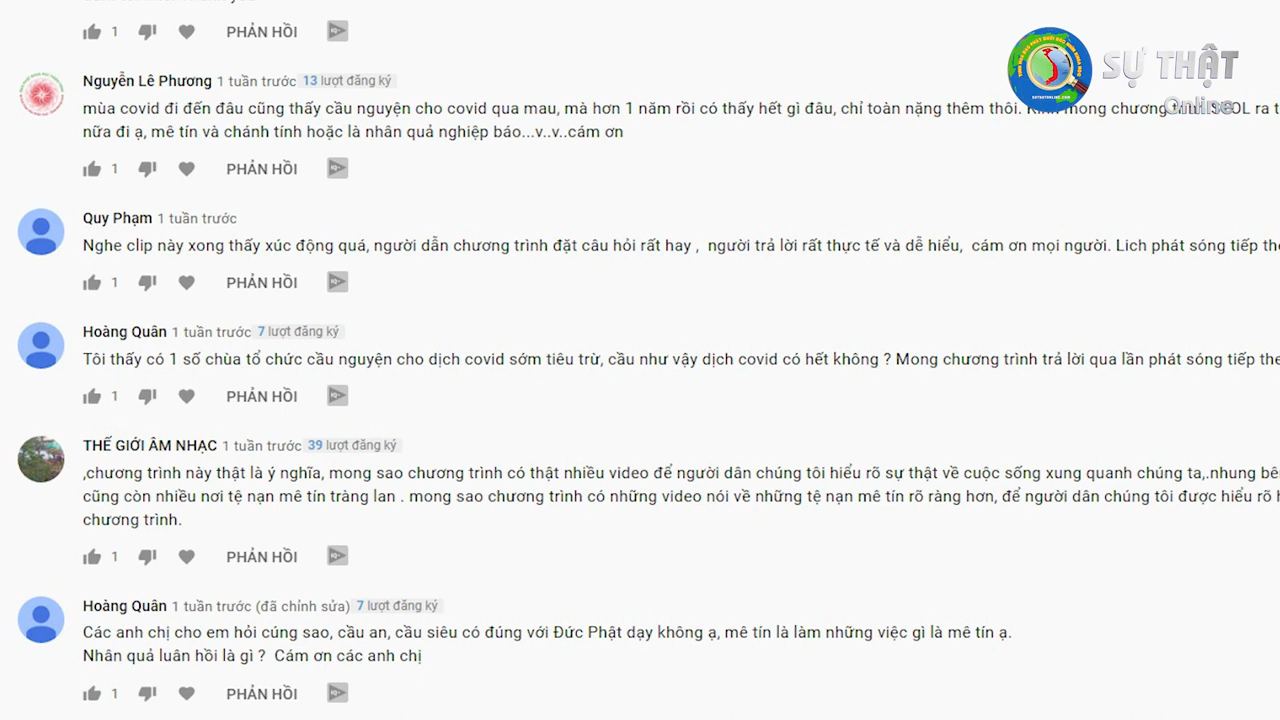 1 PHẢN HỒI
SỰ THẬT
Online
SUTHATONLINE.COM
Nguyễn Lê Phương 1 tuần trước 13 lượt đăng ký
mùa covid đi đến đâu cũng thấy cầu nguyện cho covid qua mau, mà hơn 1 năm rồi có thấy hết gì đâu, chỉ toàn nặng thêm thôi. Kính mong chương OL ra
nữa đi ạ, mê tín và chánh tính hoặc là nhân quả nghiệp báo...v..v..cám ơn
1 PHẢN HỒI
Quy Phạm 1 tuần trước
Nghe clip này xong thấy xúc động quá, người dẫn chương trình đặt câu hỏi rất hay , người trả lời rất thực tế và dễ hiểu, cám ơn mọi người. Lich phát sóng tiếp
1 PHẢN HỒI
Hoàng Quân 1 tuần trước 7 lượt đăng ký
Tôi thấy có 1 số chùa tổ chức cầu nguyện cho dịch covid sớm tiêu trừ, cầu như vậy dịch covid có hết không ? Mong chương trình trả lời qua lần phát sóng tiếp
1 PHẢN HỒI
THẾ GIỚI ÂM NHẠC 1 tuần trước 39 lượt đăng ký
,chương trình này thật là ý nghĩa, mong sao chương trình có thật nhiều video để người dân chúng tôi hiểu rõ sự thật về cuộc sống xung quanh chúng ta,.nhung
cũng còn nhiều nơi tệ nạn mê tín tràng lan . mong sao chương trình có những video nói về những tệ nạn mê tín rõ ràng hơn, để người dân chúng tôi được hiểu rõ
chương trình.
1 PHẢN HỒI
Hoàng Quân 1 tuần trước (đã chỉnh sửa) 7 lượt đăng ký
Các anh chị cho em hỏi cúng sao, cầu an, cầu siêu có đúng với Đức Phật dạy không ạ, mê tín là làm những việc gì là mê tín ạ.
Nhân quả luân hồi là gì ? Cám ơn các anh chị
1 PHẢN HỒI